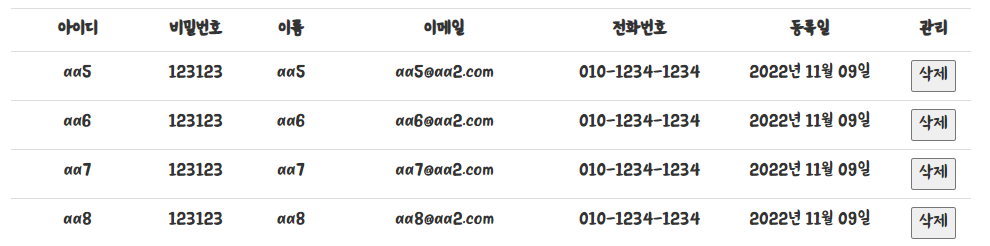 아이디 비밀번호 이름 이메일 전화번호 등록일 관리
aa5 123123 aa5 aa5@aa2.com 010-1234-1234 2022년 11월 09일 삭제
aa6 123123 aa6 aa6@aa2.com 010-1234-1234 2022년 11월 09일 삭제
aa7 123123 aa7 aa7@aa2.com 010-1234-1234 2022년 11월 09일 삭제
aa8 123123 aa8 aa8@aa2.com 010-1234-1234 2022년 11월 09일 삭제